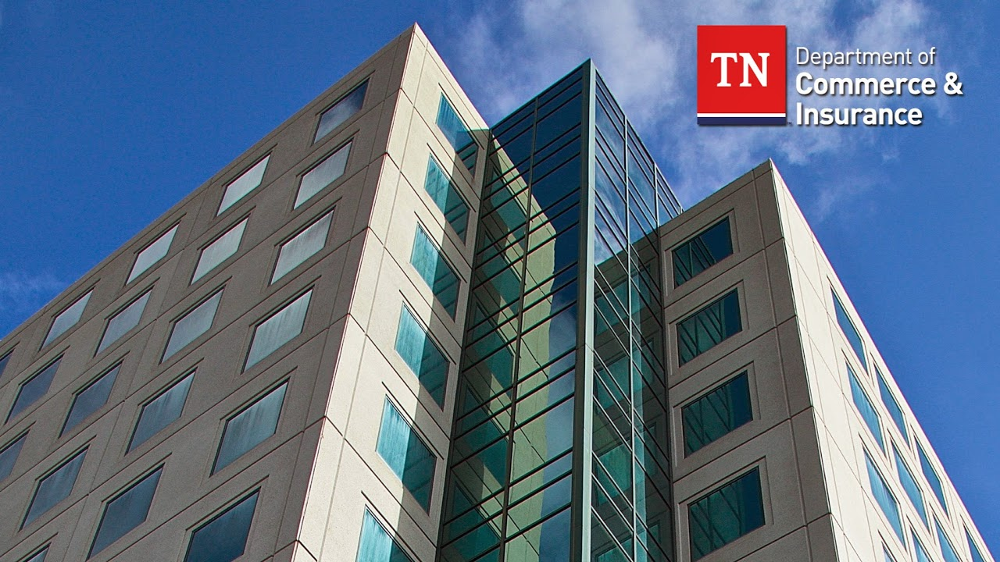 TN
Department of
Commerce &
Insurance